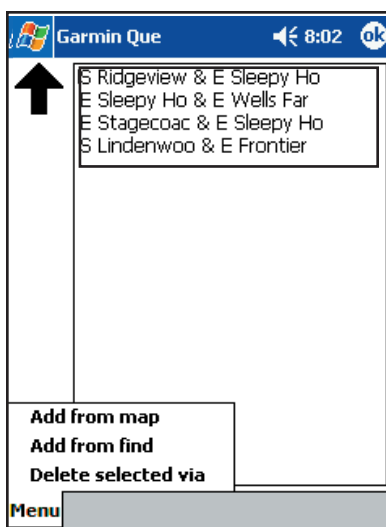 Garmin Que 8:02 ok
S Ridgeview & E Sleepy Ho
E Sleepy Ho & E Wells Far
E Stagecoac & E Sleepy Ho
S Lindenwoo & E Frontier
Add from map
Add from find
Delete selected via
Menu